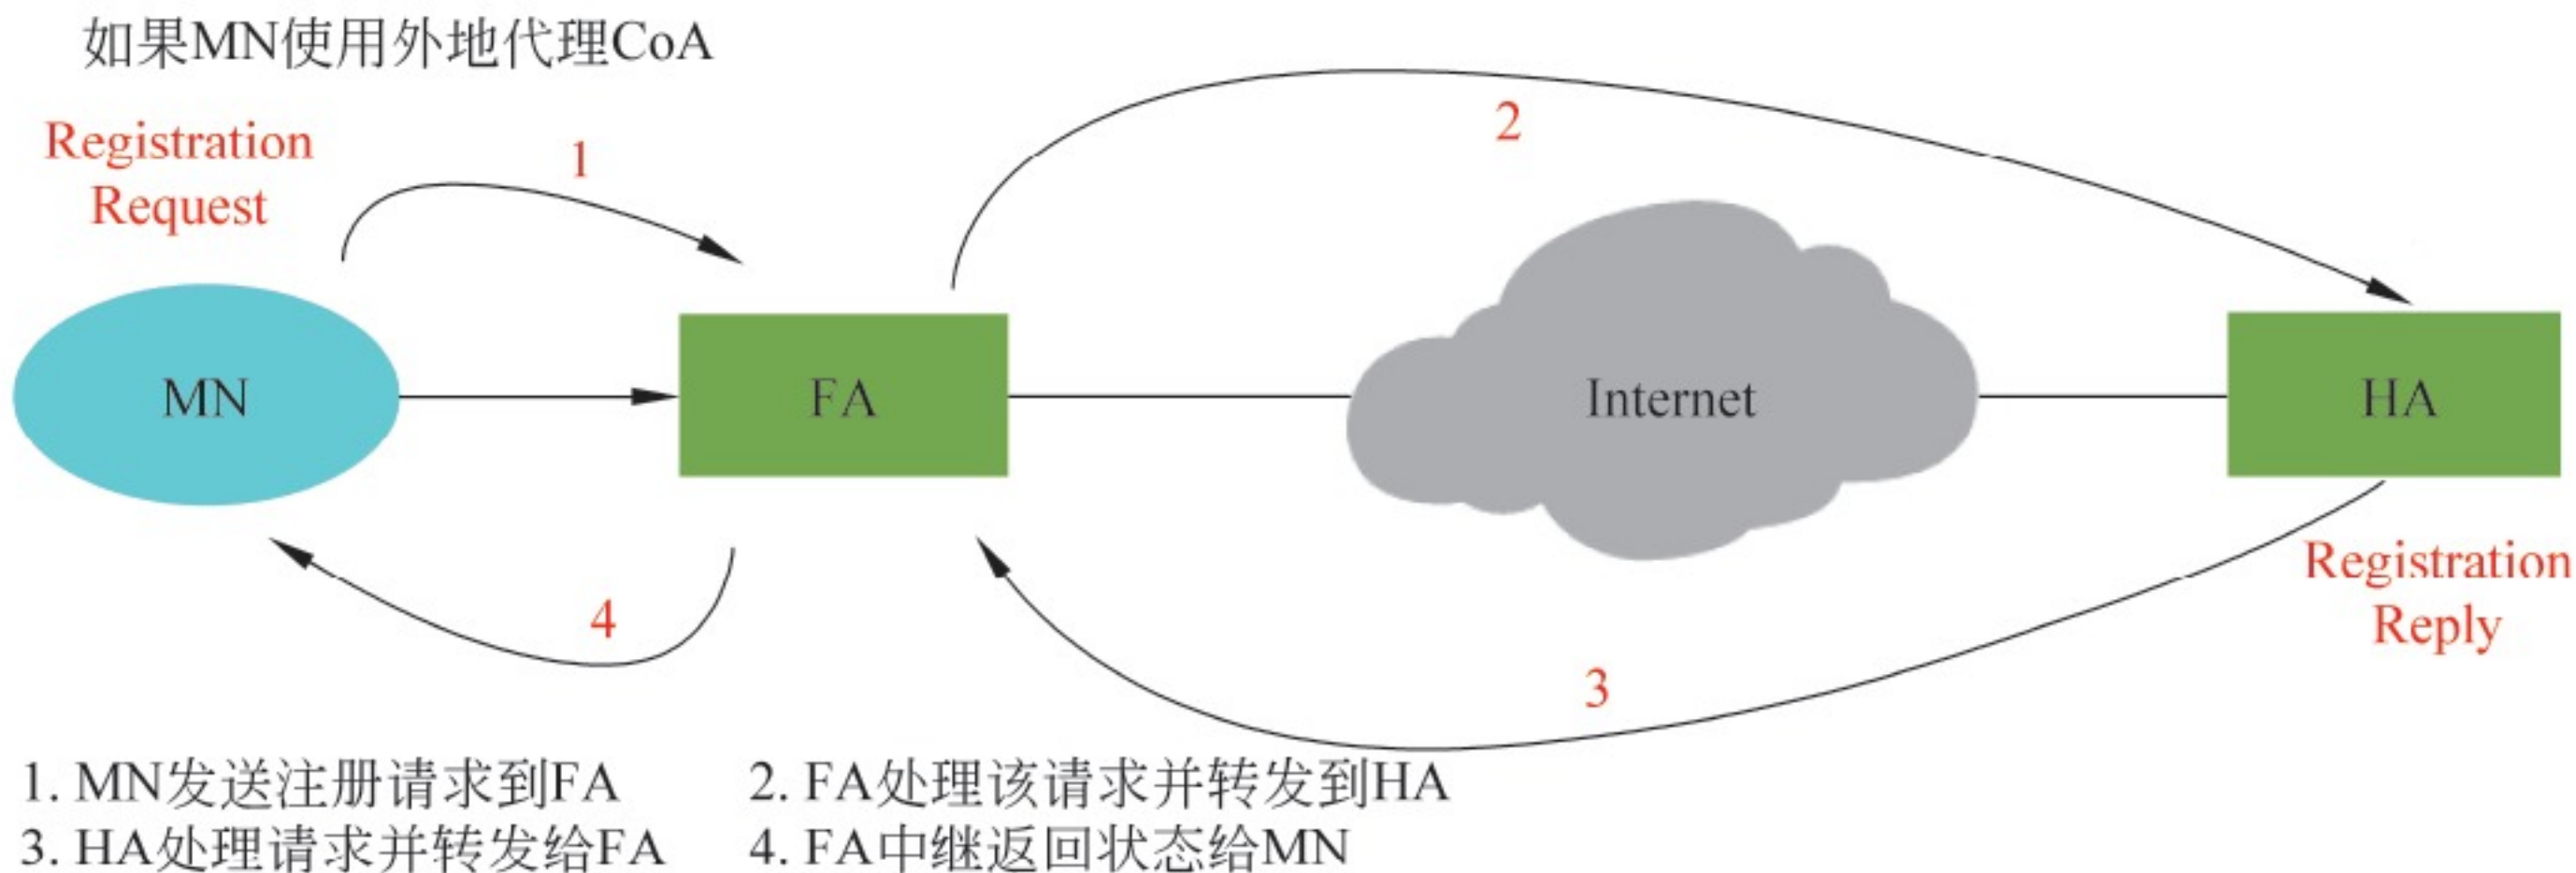 如果MN使用外地代理CoA
Registration
Request
1
2
MN
FA
Internet
HA
4
3
Registration
Reply
1. MN发送注册请求到FA
2. FA处理该请求并转发到HA
3. HA处理请求并转发给FA
4. FA中继返回状态给MN